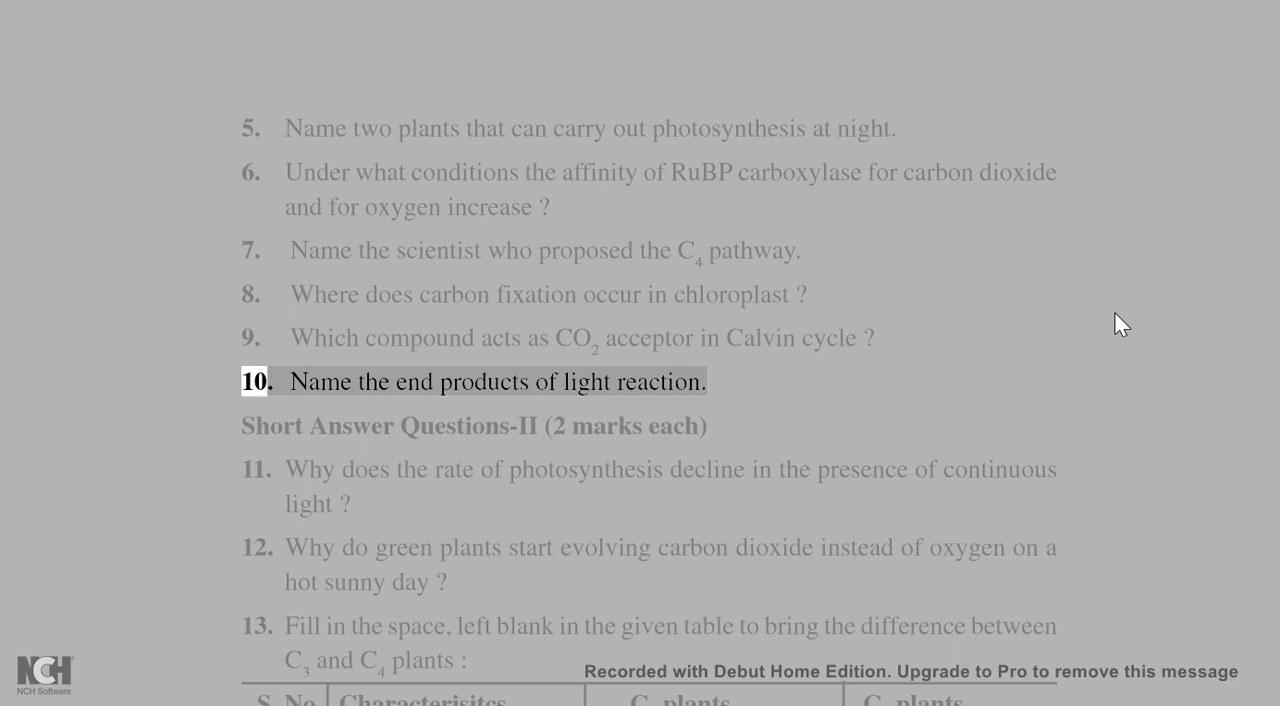 5. Name two plants that can carry out photosynthesis at night.
6. Under what conditions the affinity of RuBP carboxylase for carbon dioxide
and for oxygen increase ?
7. Name the scientist who proposed the C₄ pathway.
8. Where does carbon fixation occur in chloroplast ?
9. Which compound acts as CO₂ acceptor in Calvin cycle ?
10. Name the end products of light reaction.
Short Answer Questions-II (2 marks each)
11. Why does the rate of photosynthesis decline in the presence of continuous
light ?
12. Why do green plants start evolving carbon dioxide instead of oxygen on a
hot sunny day ?
13. Fill in the space, left blank in the given table to bring the difference between
C₃ and C₄ plants :
NCH
NCH Software
Recorded with Debut Home Edition. Upgrade to Pro to remove this message
S. No Characterisitcs C plants C plants